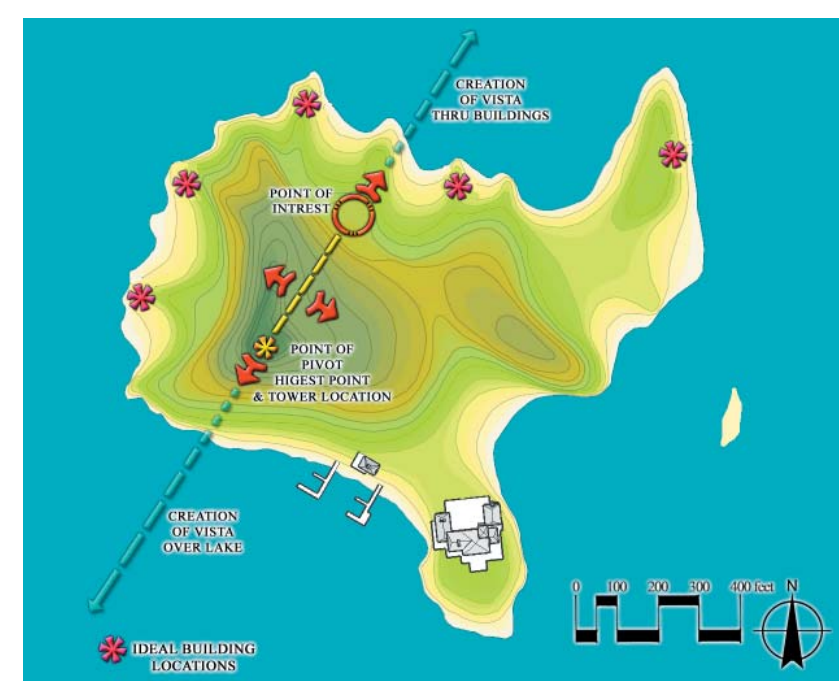 CREATION
OF VISTA
THRU BUILDINGS
POINT OF
INTREST
POINT OF
PIVOT
HIGEST POINT
& TOWER LOCATION
CREATION
OF VISTA
OVER LAKE
0 100 200 300 400 feet N
IDEAL BUILDING
LOCATIONS